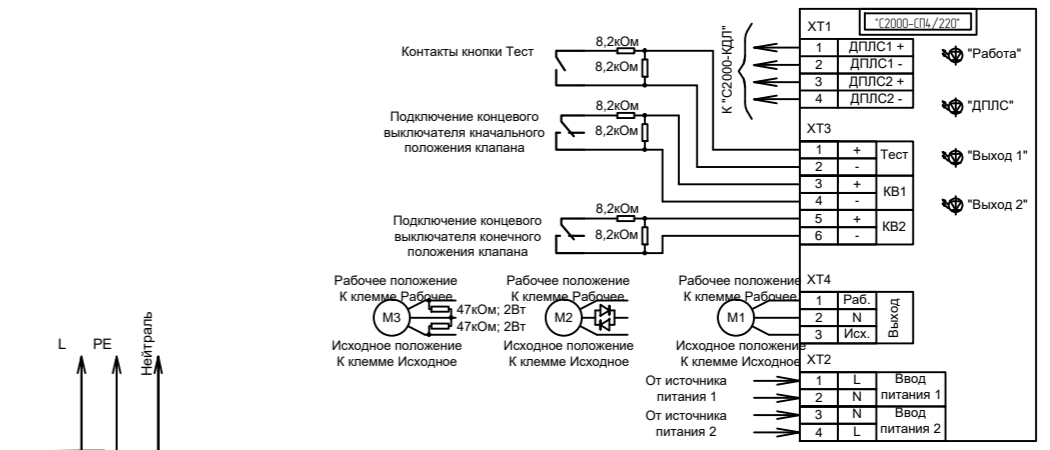 "С2000-СП4/220"
ХТ1
1 ДПЛС1 +
2 ДПЛС1 -
3 ДПЛС2 +
4 ДПЛС2 -
К "С2000-КДЛ"
"Работа"
"ДПЛС"
"Выход 1"
"Выход 2"
Контакты кнопки Тест
8,2кОм
8,2кОм
Подключение концевого
выключателя кначального
положения клапана
8,2кОм
8,2кОм
Подключение концевого
выключателя конечного
положения клапана
8,2кОм
8,2кОм
ХТ3
1 + Тест
2 -
3 + КВ1
4 -
5 + КВ2
6 -
Рабочее положение
К клемме Рабочее
М3
47кОм; 2Вт
47кОм; 2Вт
Исходное положение
К клемме Исходное
Рабочее положение
К клемме Рабочее
М2
Исходное положение
К клемме Исходное
Рабочее положение
К клемме Рабочее
М1
Исходное положение
К клемме Исходное
ХТ4
1 Раб.
2 N
3 Исх.
Выход
ХТ2
От источника
питания 1
От источника
питания 2
1 L Ввод
2 N питания 1
3 N Ввод
4 L питания 2
L
PE
Нейтраль